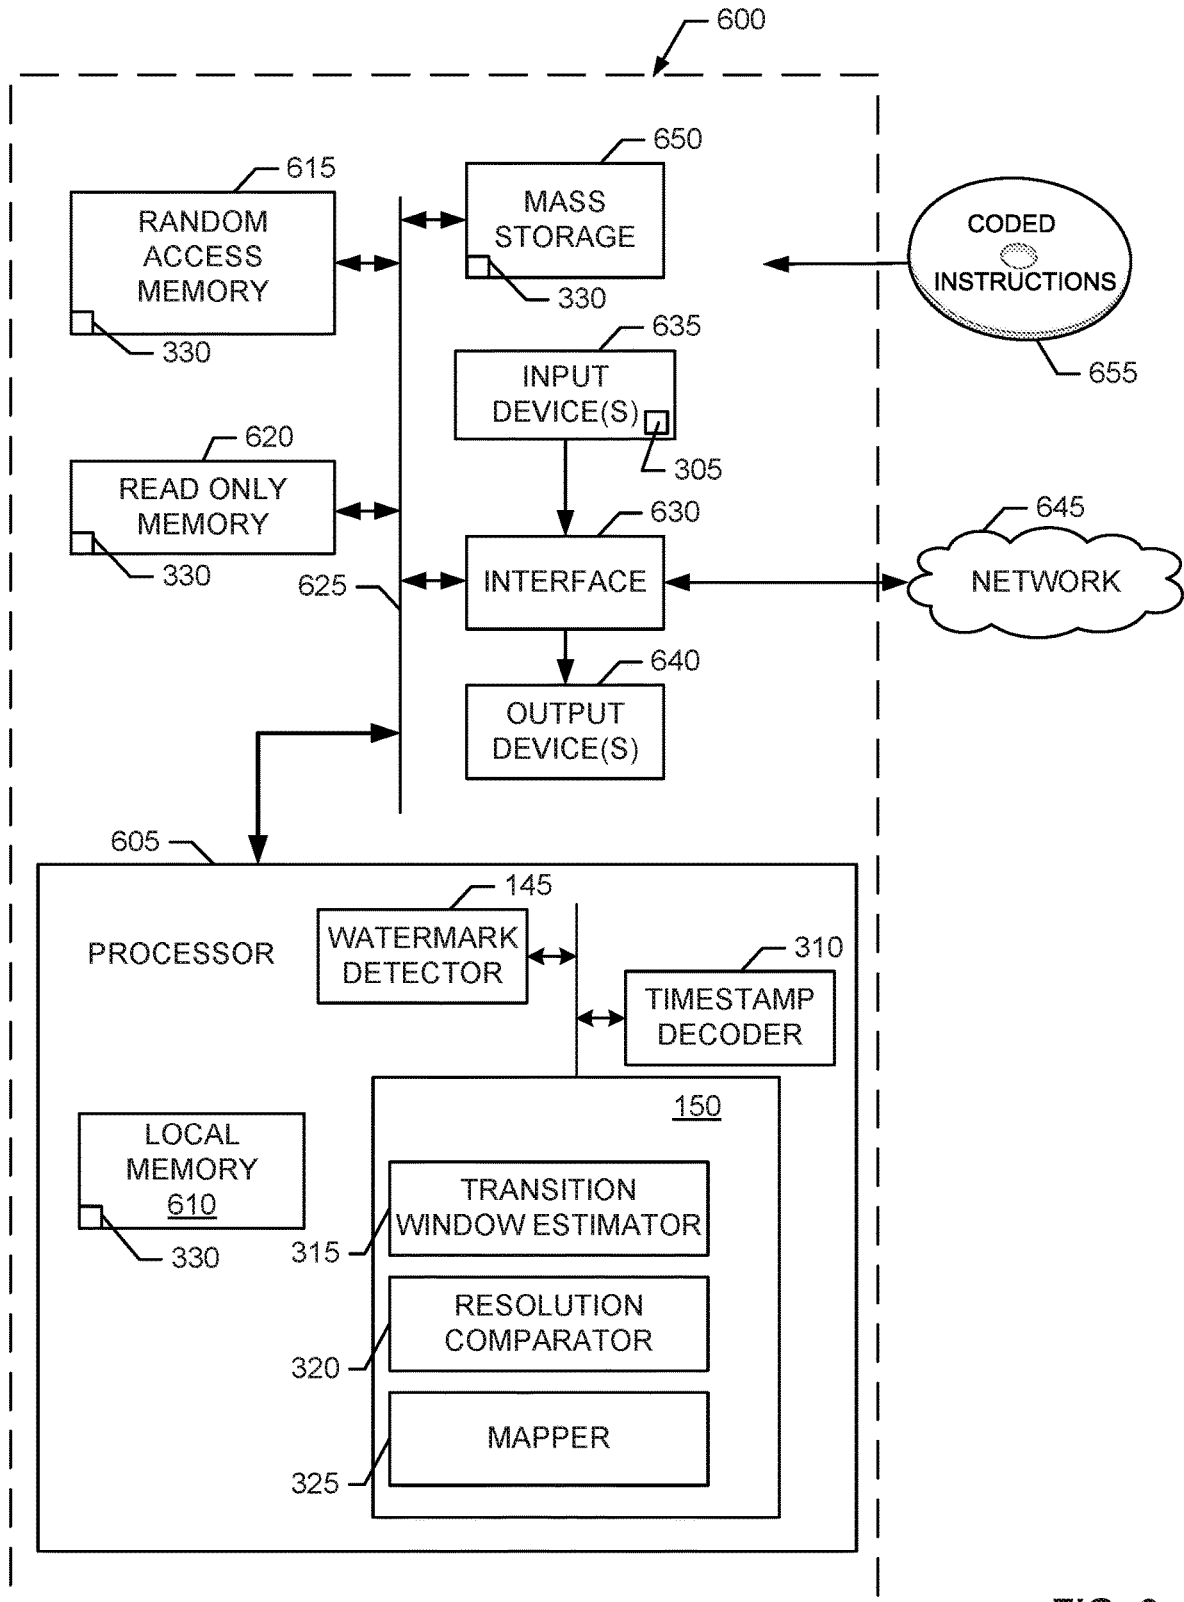 600
615
RANDOM
ACCESS
MEMORY
330
650
MASS
STORAGE
330
CODED
INSTRUCTIONS
655
635
INPUT
DEVICE(S)
305
620
READ ONLY
MEMORY
330
625
630
INTERFACE
645
NETWORK
640
OUTPUT
DEVICE(S)
605
PROCESSOR
145
WATERMARK
DETECTOR
310
TIMESTAMP
DECODER
150
LOCAL
MEMORY
610
330
TRANSITION
WINDOW ESTIMATOR
315
RESOLUTION
COMPARATOR
320
MAPPER
325